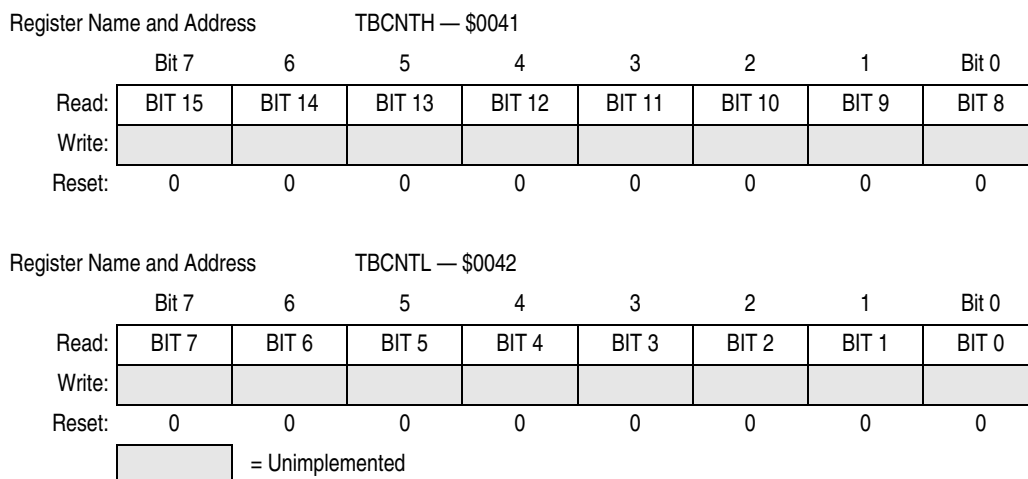 Register Name and Address TBCNTH — $0041
Bit 7 6 5 4 3 2 1 Bit 0
Read: BIT 15 BIT 14 BIT 13 BIT 12 BIT 11 BIT 10 BIT 9 BIT 8
Write:
Reset: 0 0 0 0 0 0 0 0
Register Name and Address TBCNTL — $0042
Bit 7 6 5 4 3 2 1 Bit 0
Read: BIT 7 BIT 6 BIT 5 BIT 4 BIT 3 BIT 2 BIT 1 BIT 0
Write:
Reset: 0 0 0 0 0 0 0 0
= Unimplemented